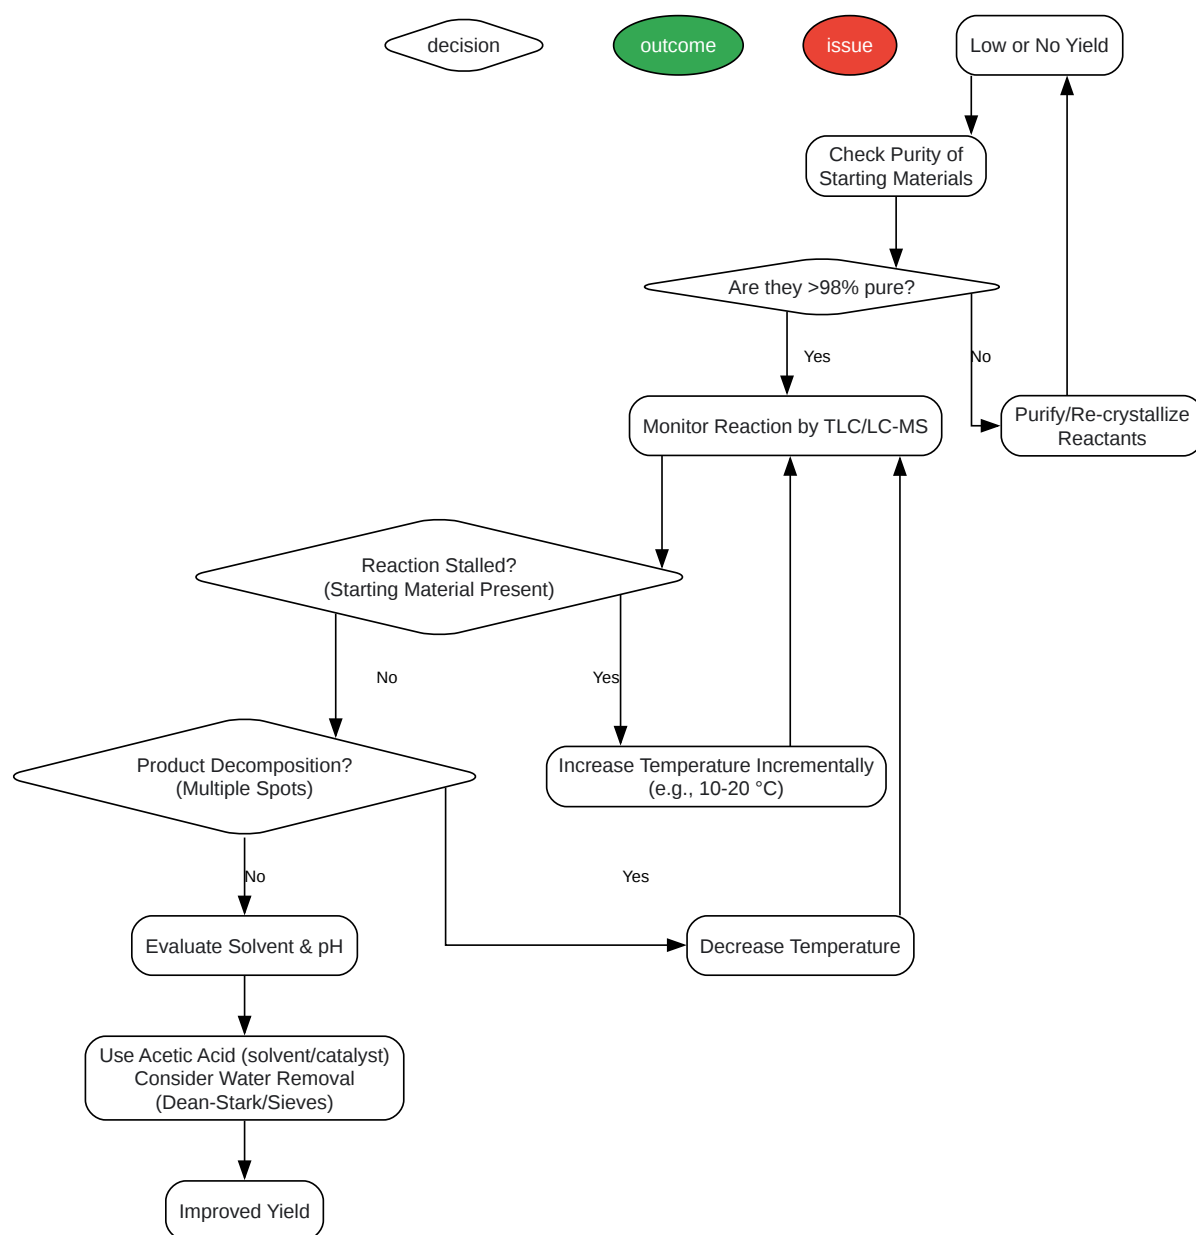 decision
outcome
issue
Low or No Yield
Check Purity of
Starting Materials
Are they >98% pure?
Yes
No
Purify/Re-crystallize
Reactants
Monitor Reaction by TLC/LC-MS
Reaction Stalled?
(Starting Material Present)
No
Yes
Product Decomposition?
(Multiple Spots)
Increase Temperature Incrementally
(e.g., 10-20 °C)
No
Yes
Evaluate Solvent & pH
Decrease Temperature
Use Acetic Acid (solvent/catalyst)
Consider Water Removal
(Dean-Stark/Sieves)
Improved Yield